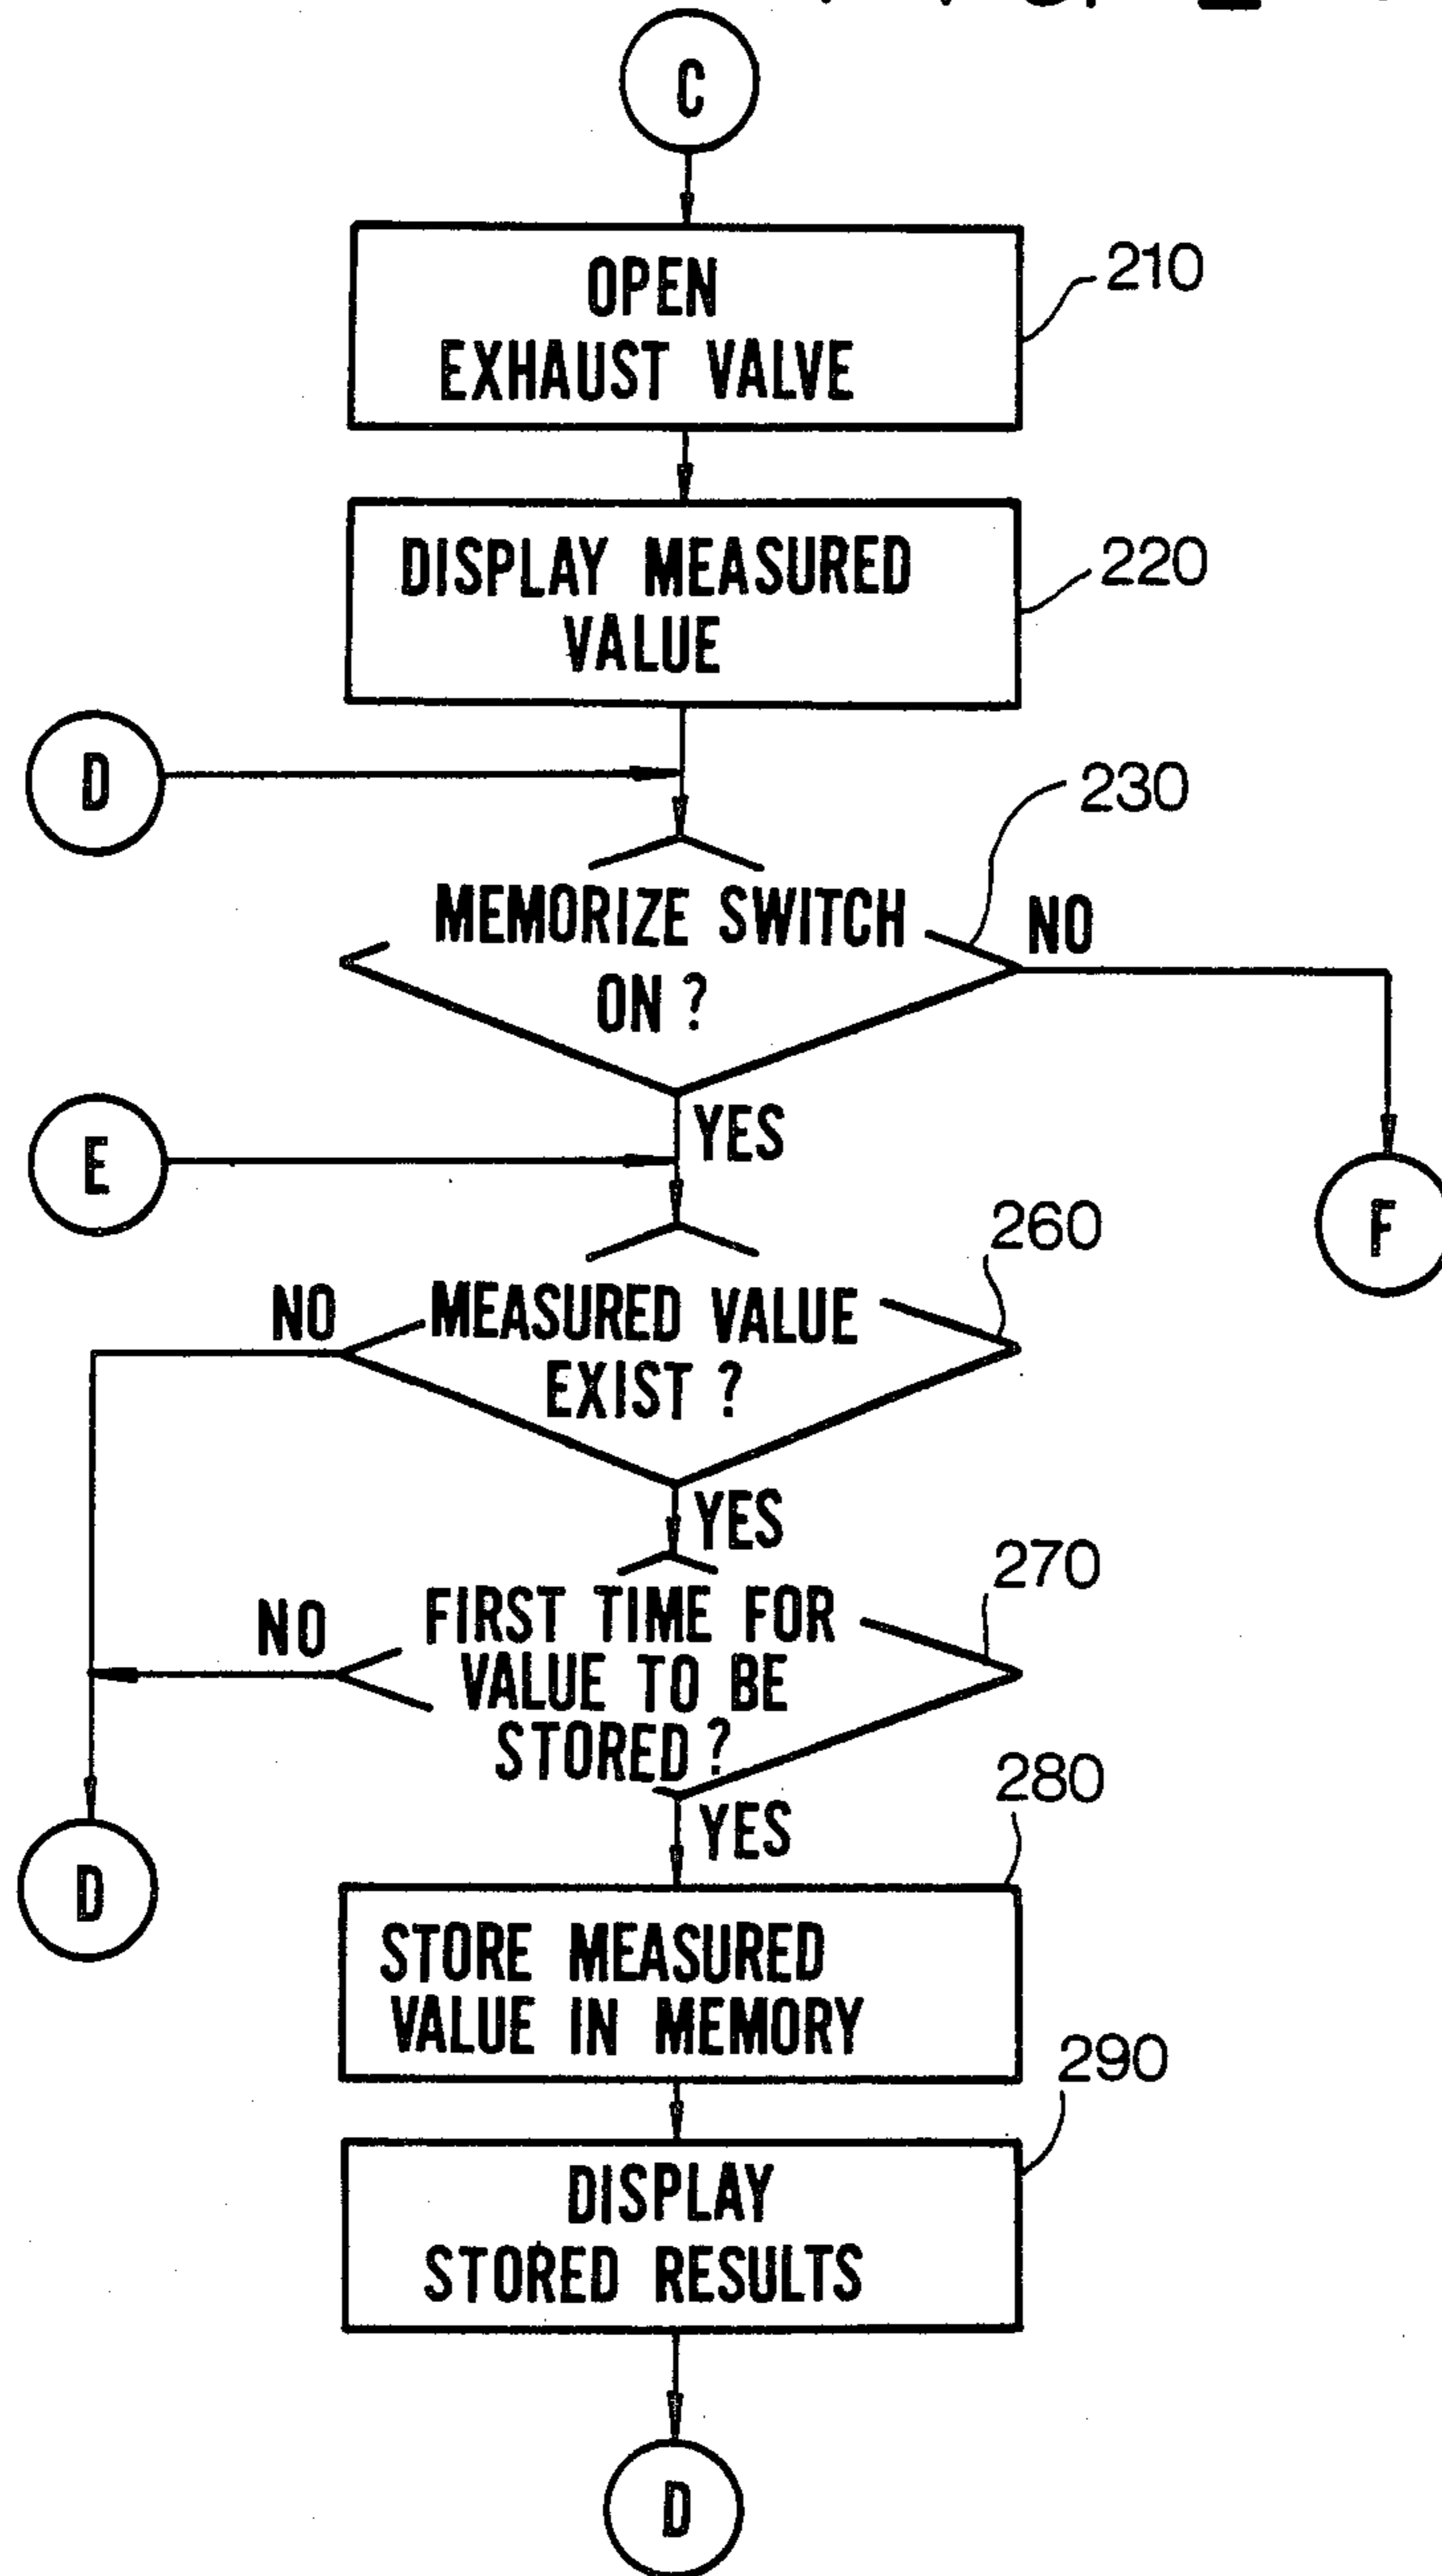 C
OPEN
EXHAUST VALVE
210
DISPLAY MEASURED
VALUE
220
D
230
MEMORIZE SWITCH
ON ?
NO
YES
E
F
260
NO
MEASURED VALUE
EXIST ?
YES
270
NO
FIRST TIME FOR
VALUE TO BE
STORED ?
YES
D
280
STORE MEASURED
VALUE IN MEMORY
290
DISPLAY
STORED RESULTS
D